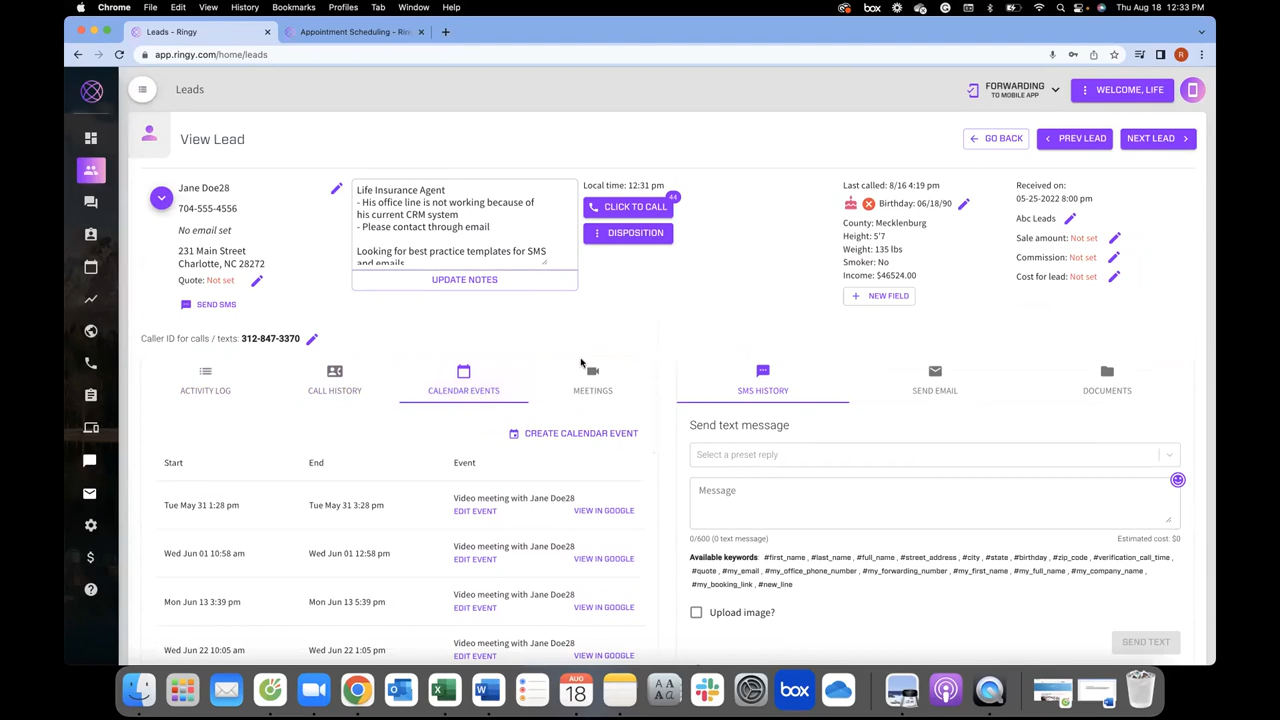 Chrome File Edit View History Bookmarks Profiles Tab Window Help box Thu Aug 18 12:33 PM
Leads - Ringy Appointment Scheduling - Rin
app.ringy.com/home/leads R
Leads FORWARDING TO MOBILE APP WELCOME, LIFE
View Lead GO BACK PREV LEAD NEXT LEAD
Jane Doe28
704-555-4556
No email set
231 Main Street
Charlotte, NC 28272
Quote: Not set
SEND SMS
Life Insurance Agent
- His office line is not working because of
his current CRM system
- Please contact through email
Looking for best practice templates for SMS
and emails
UPDATE NOTES
Local time: 12:31 pm
44
CLICK TO CALL
DISPOSITION
Last called: 8/16 4:19 pm
Birthday: 06/18/90
County: Mecklenburg
Height: 5'7
Weight: 135 lbs
Smoker: No
Income: $46524.00
+ NEW FIELD
Received on:
05-25-2022 8:00 pm
Abc Leads
Sale amount: Not set
Commission: Not set
Cost for lead: Not set
Caller ID for calls / texts: 312-847-3370
ACTIVITY LOG CALL HISTORY CALENDAR EVENTS MEETINGS
CREATE CALENDAR EVENT
Start End Event
Tue May 31 1:28 pm Tue May 31 3:28 pm Video meeting with Jane Doe28
EDIT EVENT VIEW IN GOOGLE
Wed Jun 01 10:58 am Wed Jun 01 12:58 pm Video meeting with Jane Doe28
EDIT EVENT VIEW IN GOOGLE
Mon Jun 13 3:39 pm Mon Jun 13 5:39 pm Video meeting with Jane Doe28
EDIT EVENT VIEW IN GOOGLE
Wed Jun 22 10:05 am Wed Jun 22 1:05 pm Video meeting with Jane Doe28
EDIT EVENT VIEW IN GOOGLE
SMS HISTORY SEND EMAIL DOCUMENTS
Send text message
Select a preset reply
Message
0/600 (0 text message) Estimated cost: $0
Available keywords: #first_name , #last_name , #full_name , #street_address , #city , #state , #birthday , #zip_code , #verification_call_time ,
#quote , #my_email , #my_office_phone_number , #my_forwarding_number , #my_first_name , #my_full_name , #my_company_name ,
#my_booking_link , #new_line
Upload image?
SEND TEXT
AUG
18
box